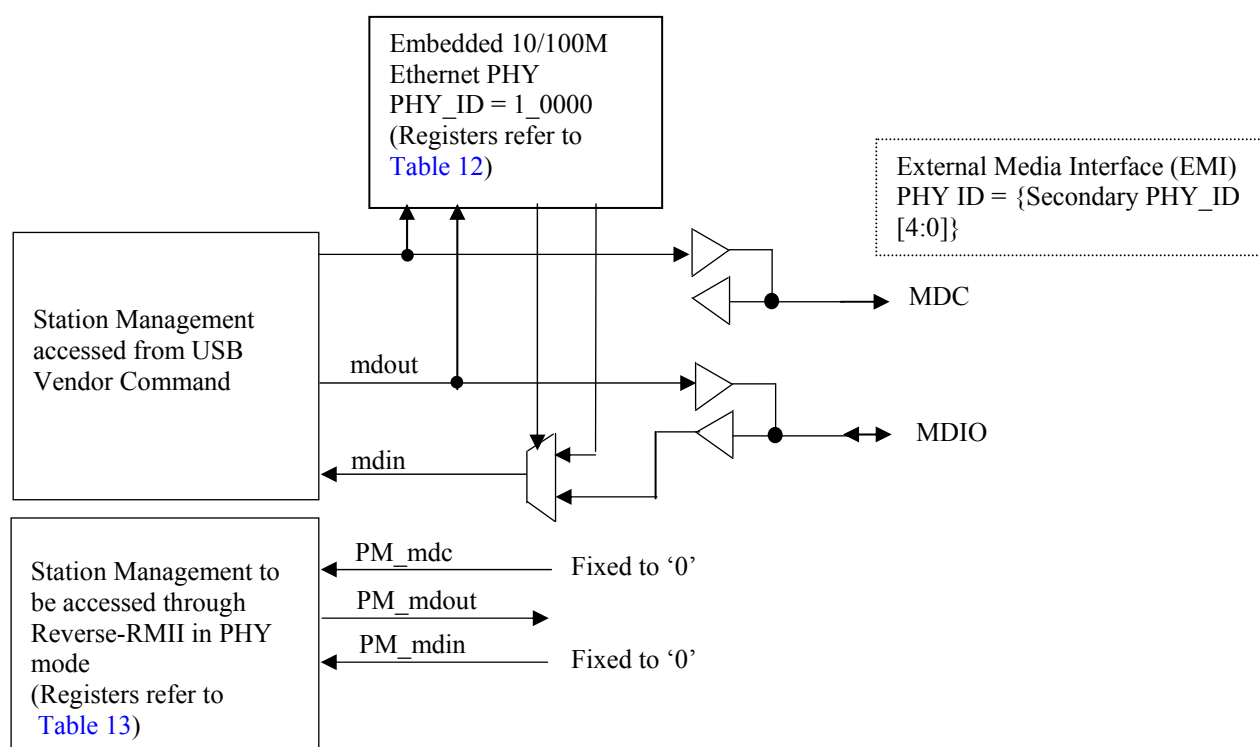 Embedded 10/100M
Ethernet PHY
PHY_ID = 1_0000
(Registers refer to
Table 12)
External Media Interface (EMI)
PHY ID = {Secondary PHY_ID
[4:0]}
MDC
Station Management
accessed from USB
Vendor Command
mdout
MDIO
mdin
PM_mdc
Fixed to ‘0’
PM_mdout
PM_mdin
Fixed to ‘0’
Station Management to
be accessed through
Reverse-RMII in PHY
mode
(Registers refer to
Table 13)